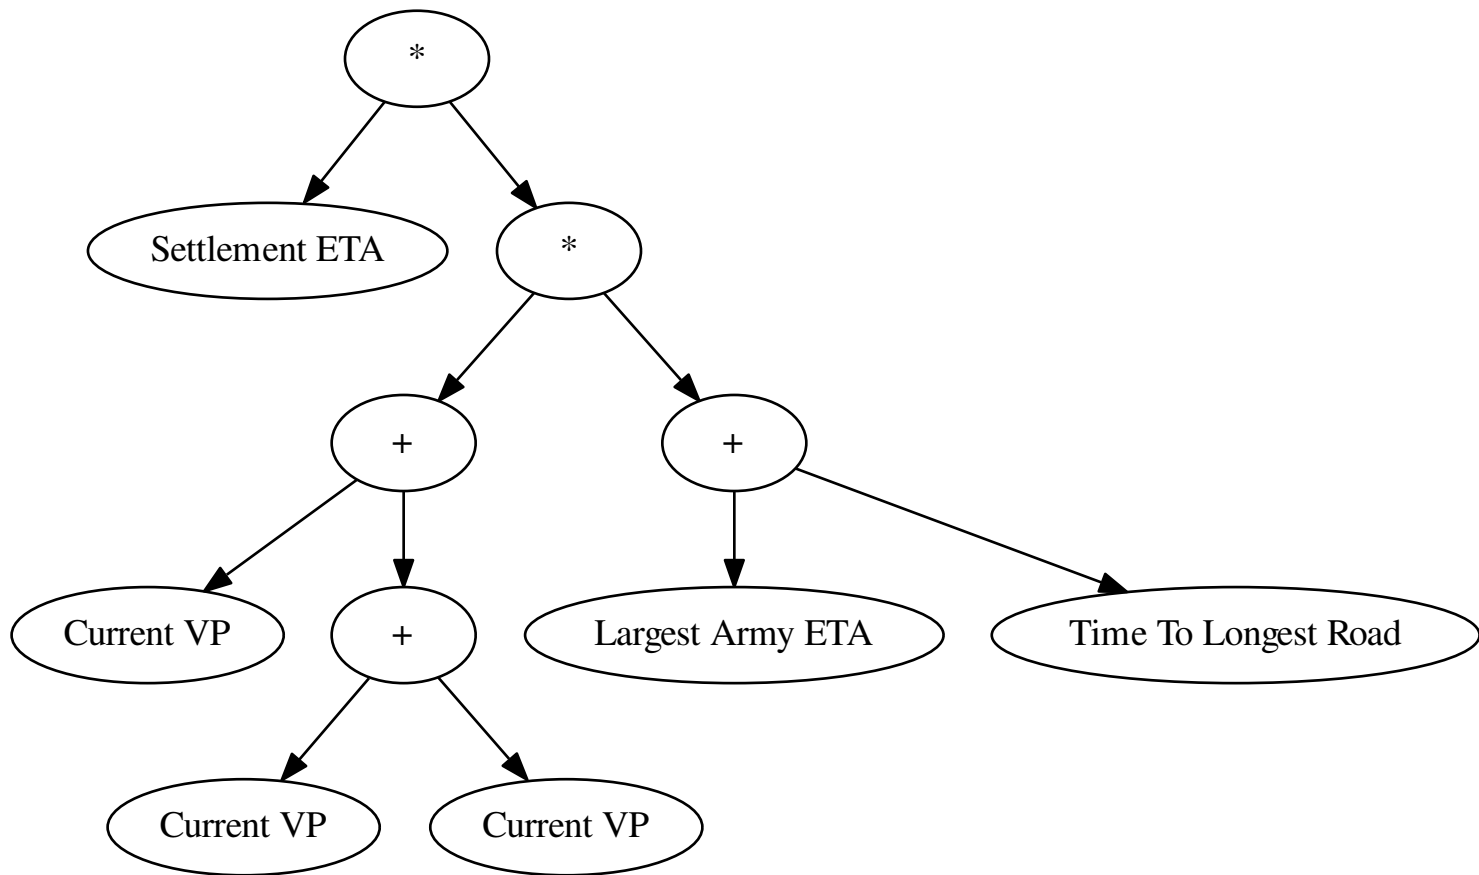 *
Settlement ETA
*
+
+
Current VP
+
Largest Army ETA
Time To Longest Road
Current VP
Current VP